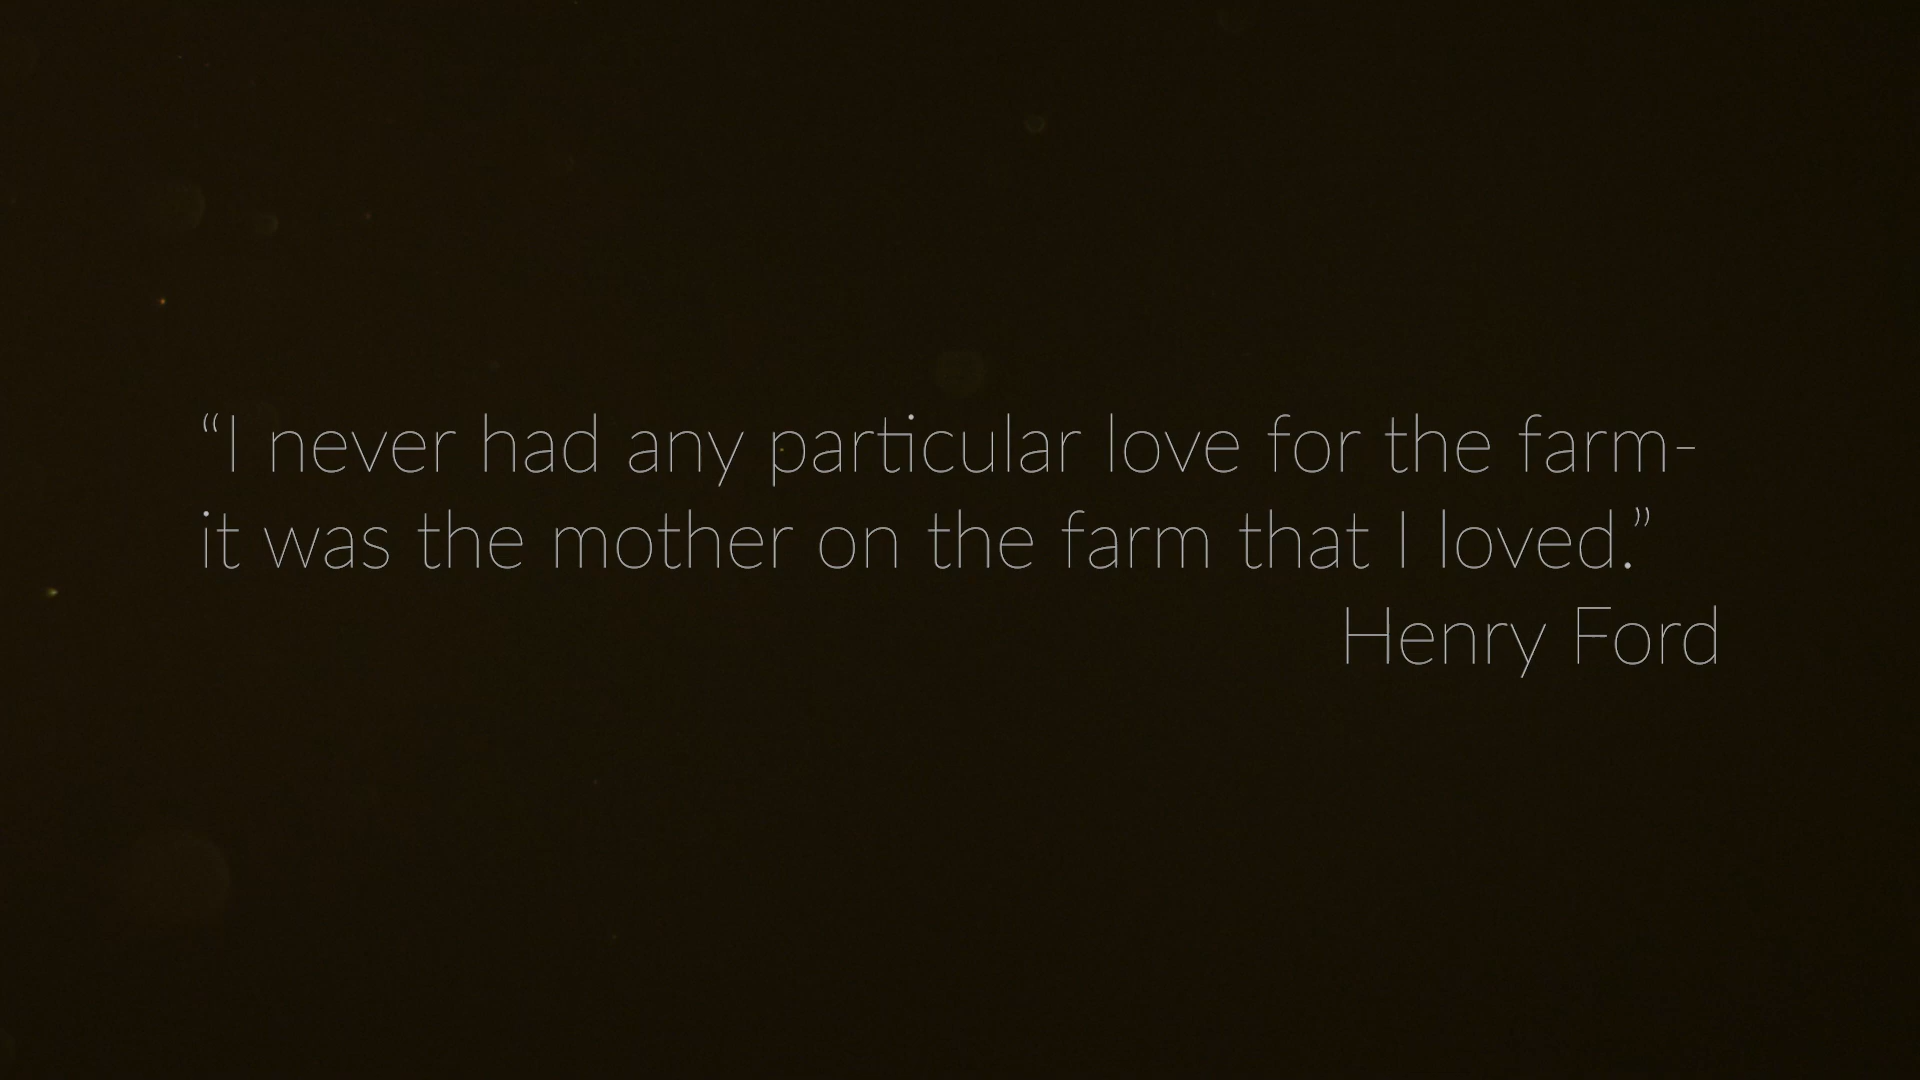 “I never had any particular love for the farm-
it was the mother on the farm that I loved.”
Henry Ford